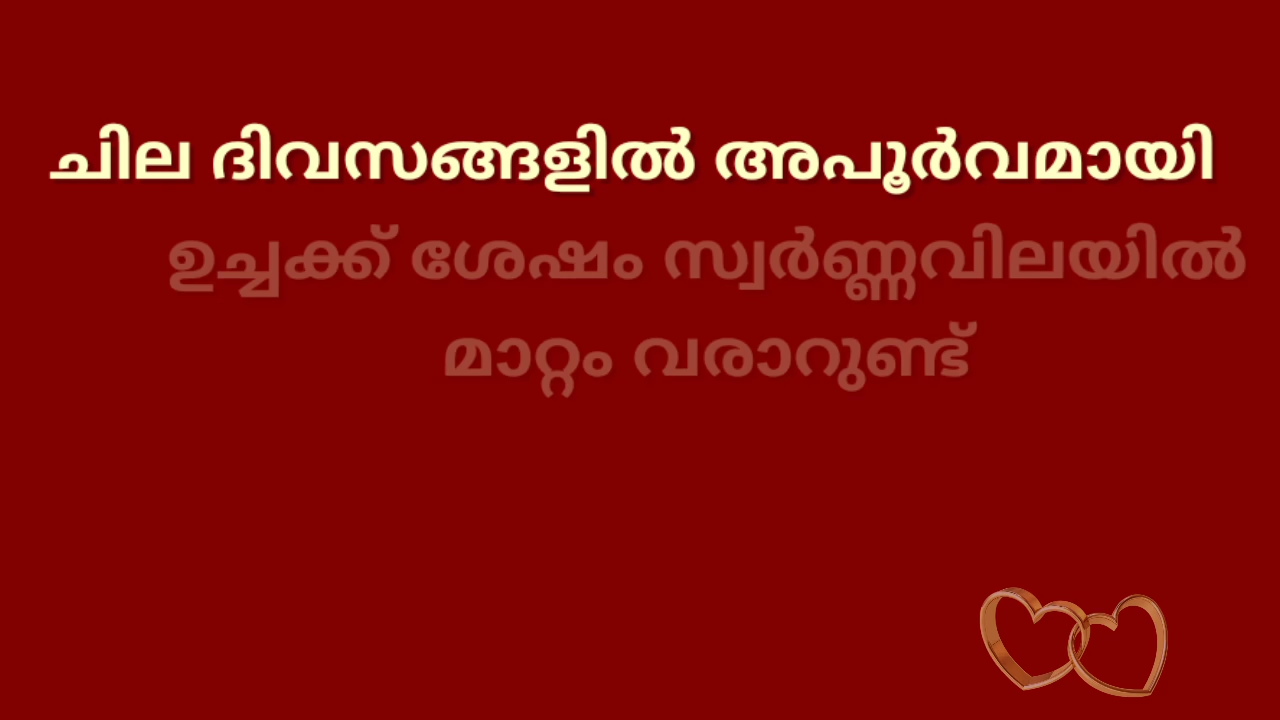 ചില ദിവസങ്ങളിൽ അപൂർവമായി
ഉച്ചക്ക് ശേഷം സ്വർണ്ണവിലയിൽ
മാറ്റം വരാറുണ്ട്